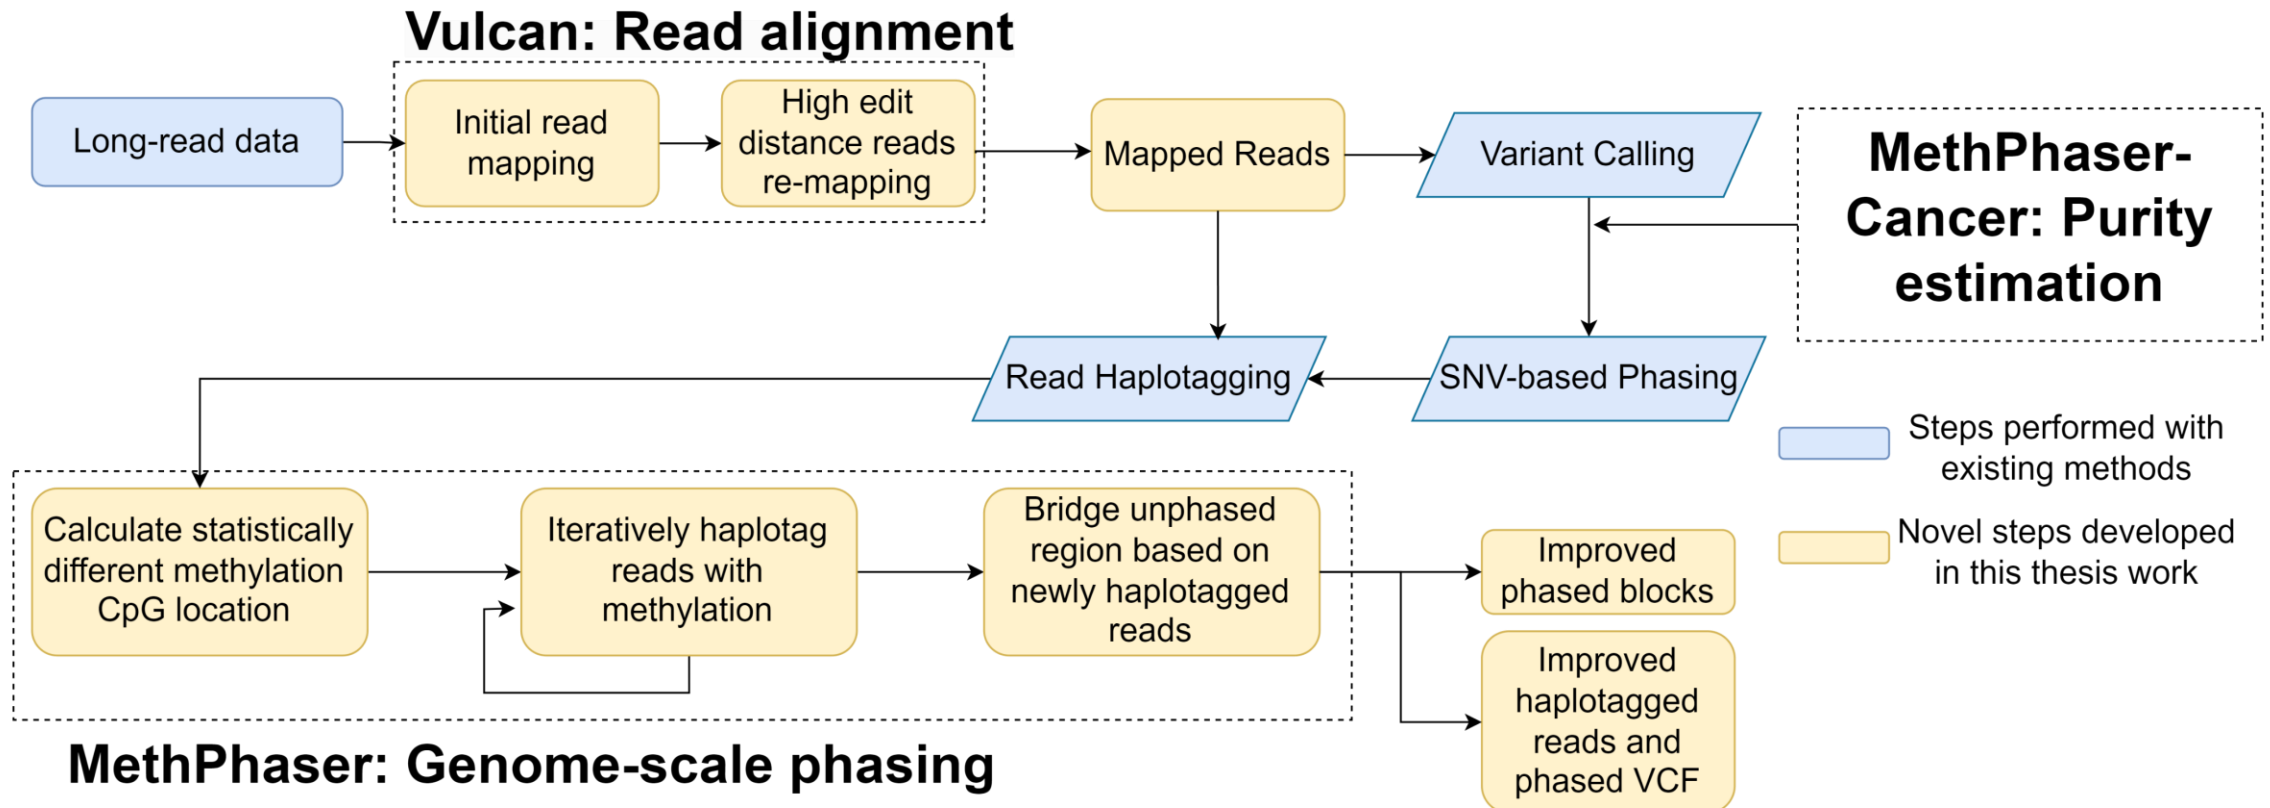 Vulcan: Read alignment
Long-read data
Initial read
mapping
High edit
distance reads
re-mapping
Mapped Reads
Variant Calling
MethPhaser-
Cancer: Purity
estimation
Read Haplotagging
SNV-based Phasing
Steps performed with
existing methods
Novel steps developed
in this thesis work
Calculate statistically
different methylation
CpG location
Iteratively haplotag
reads with
methylation
Bridge unphased
region based on
newly haplotagged
reads
Improved
phased blocks
Improved
haplotagged
reads and
phased VCF
MethPhaser: Genome-scale phasing